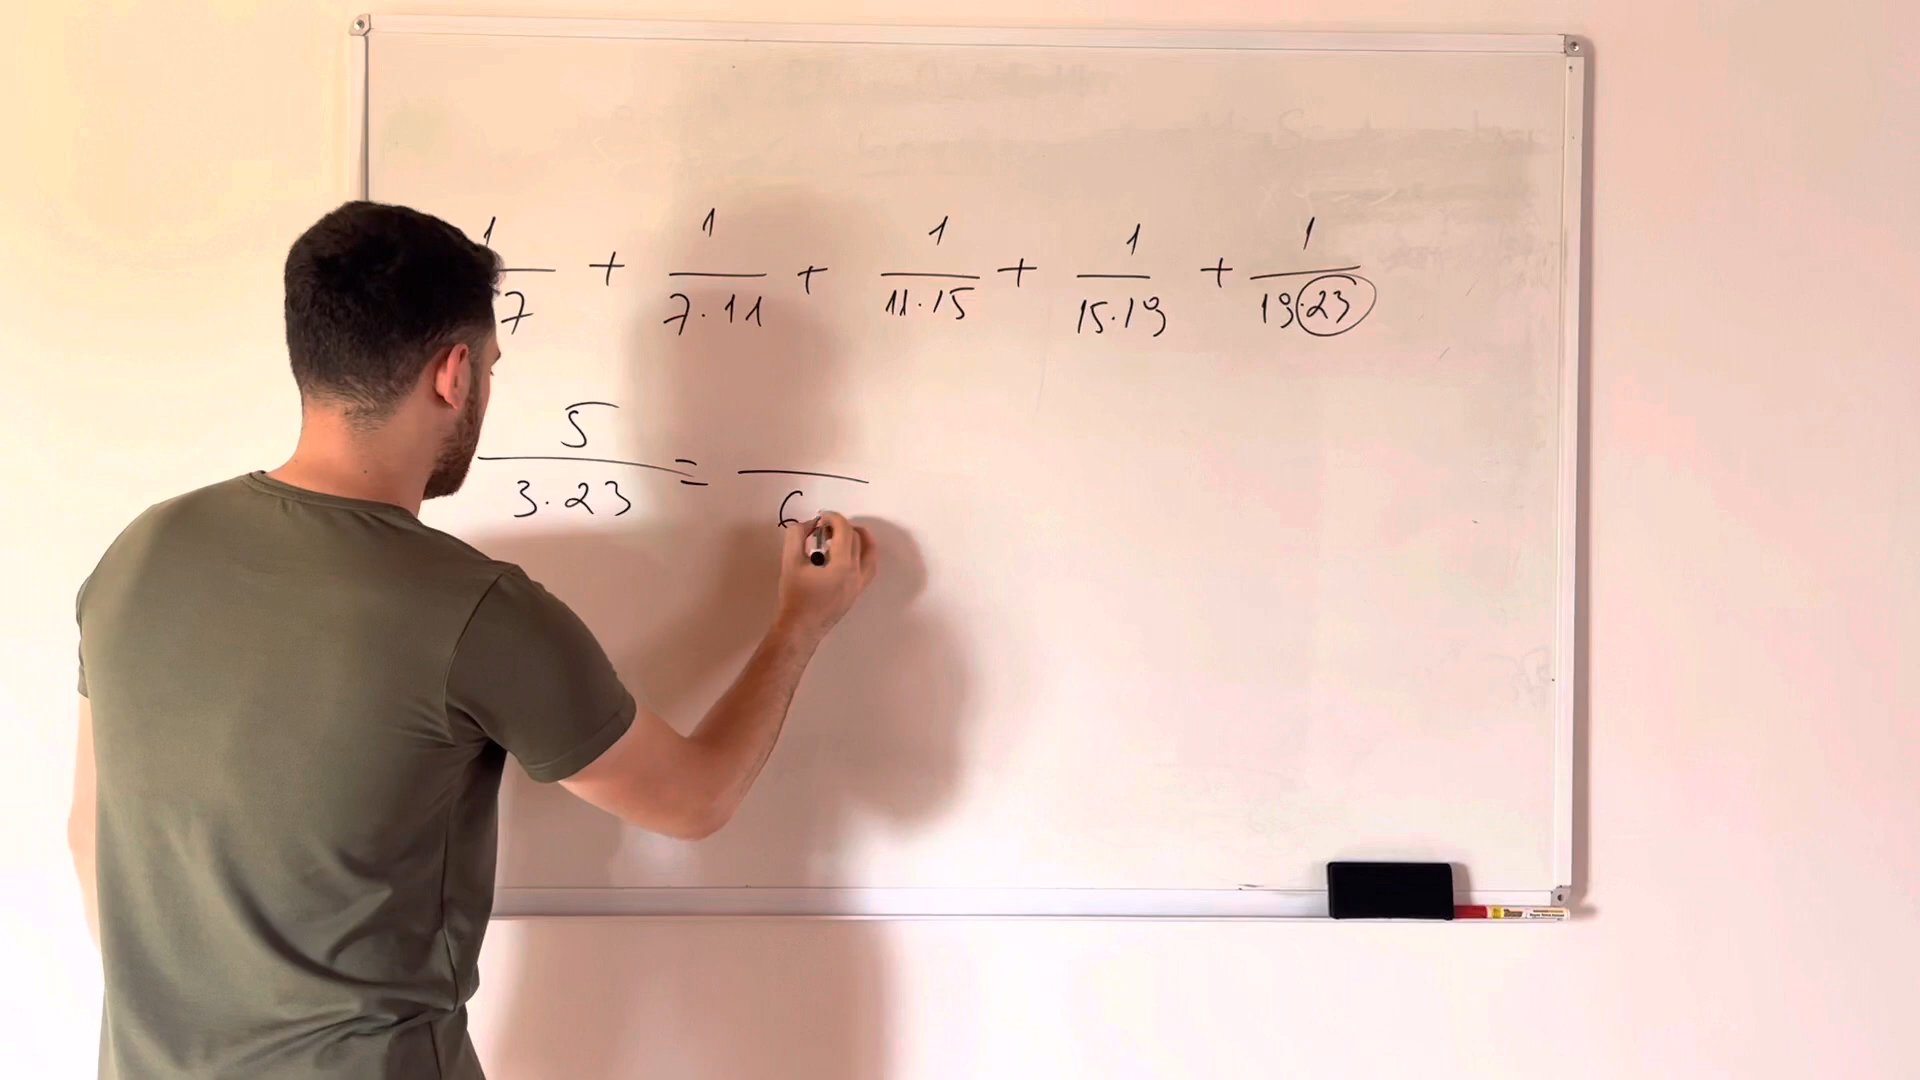 1/7 + 1/7·11 + 1/11·15 + 1/15·19 + 1/19·23
5/3·23 = /6